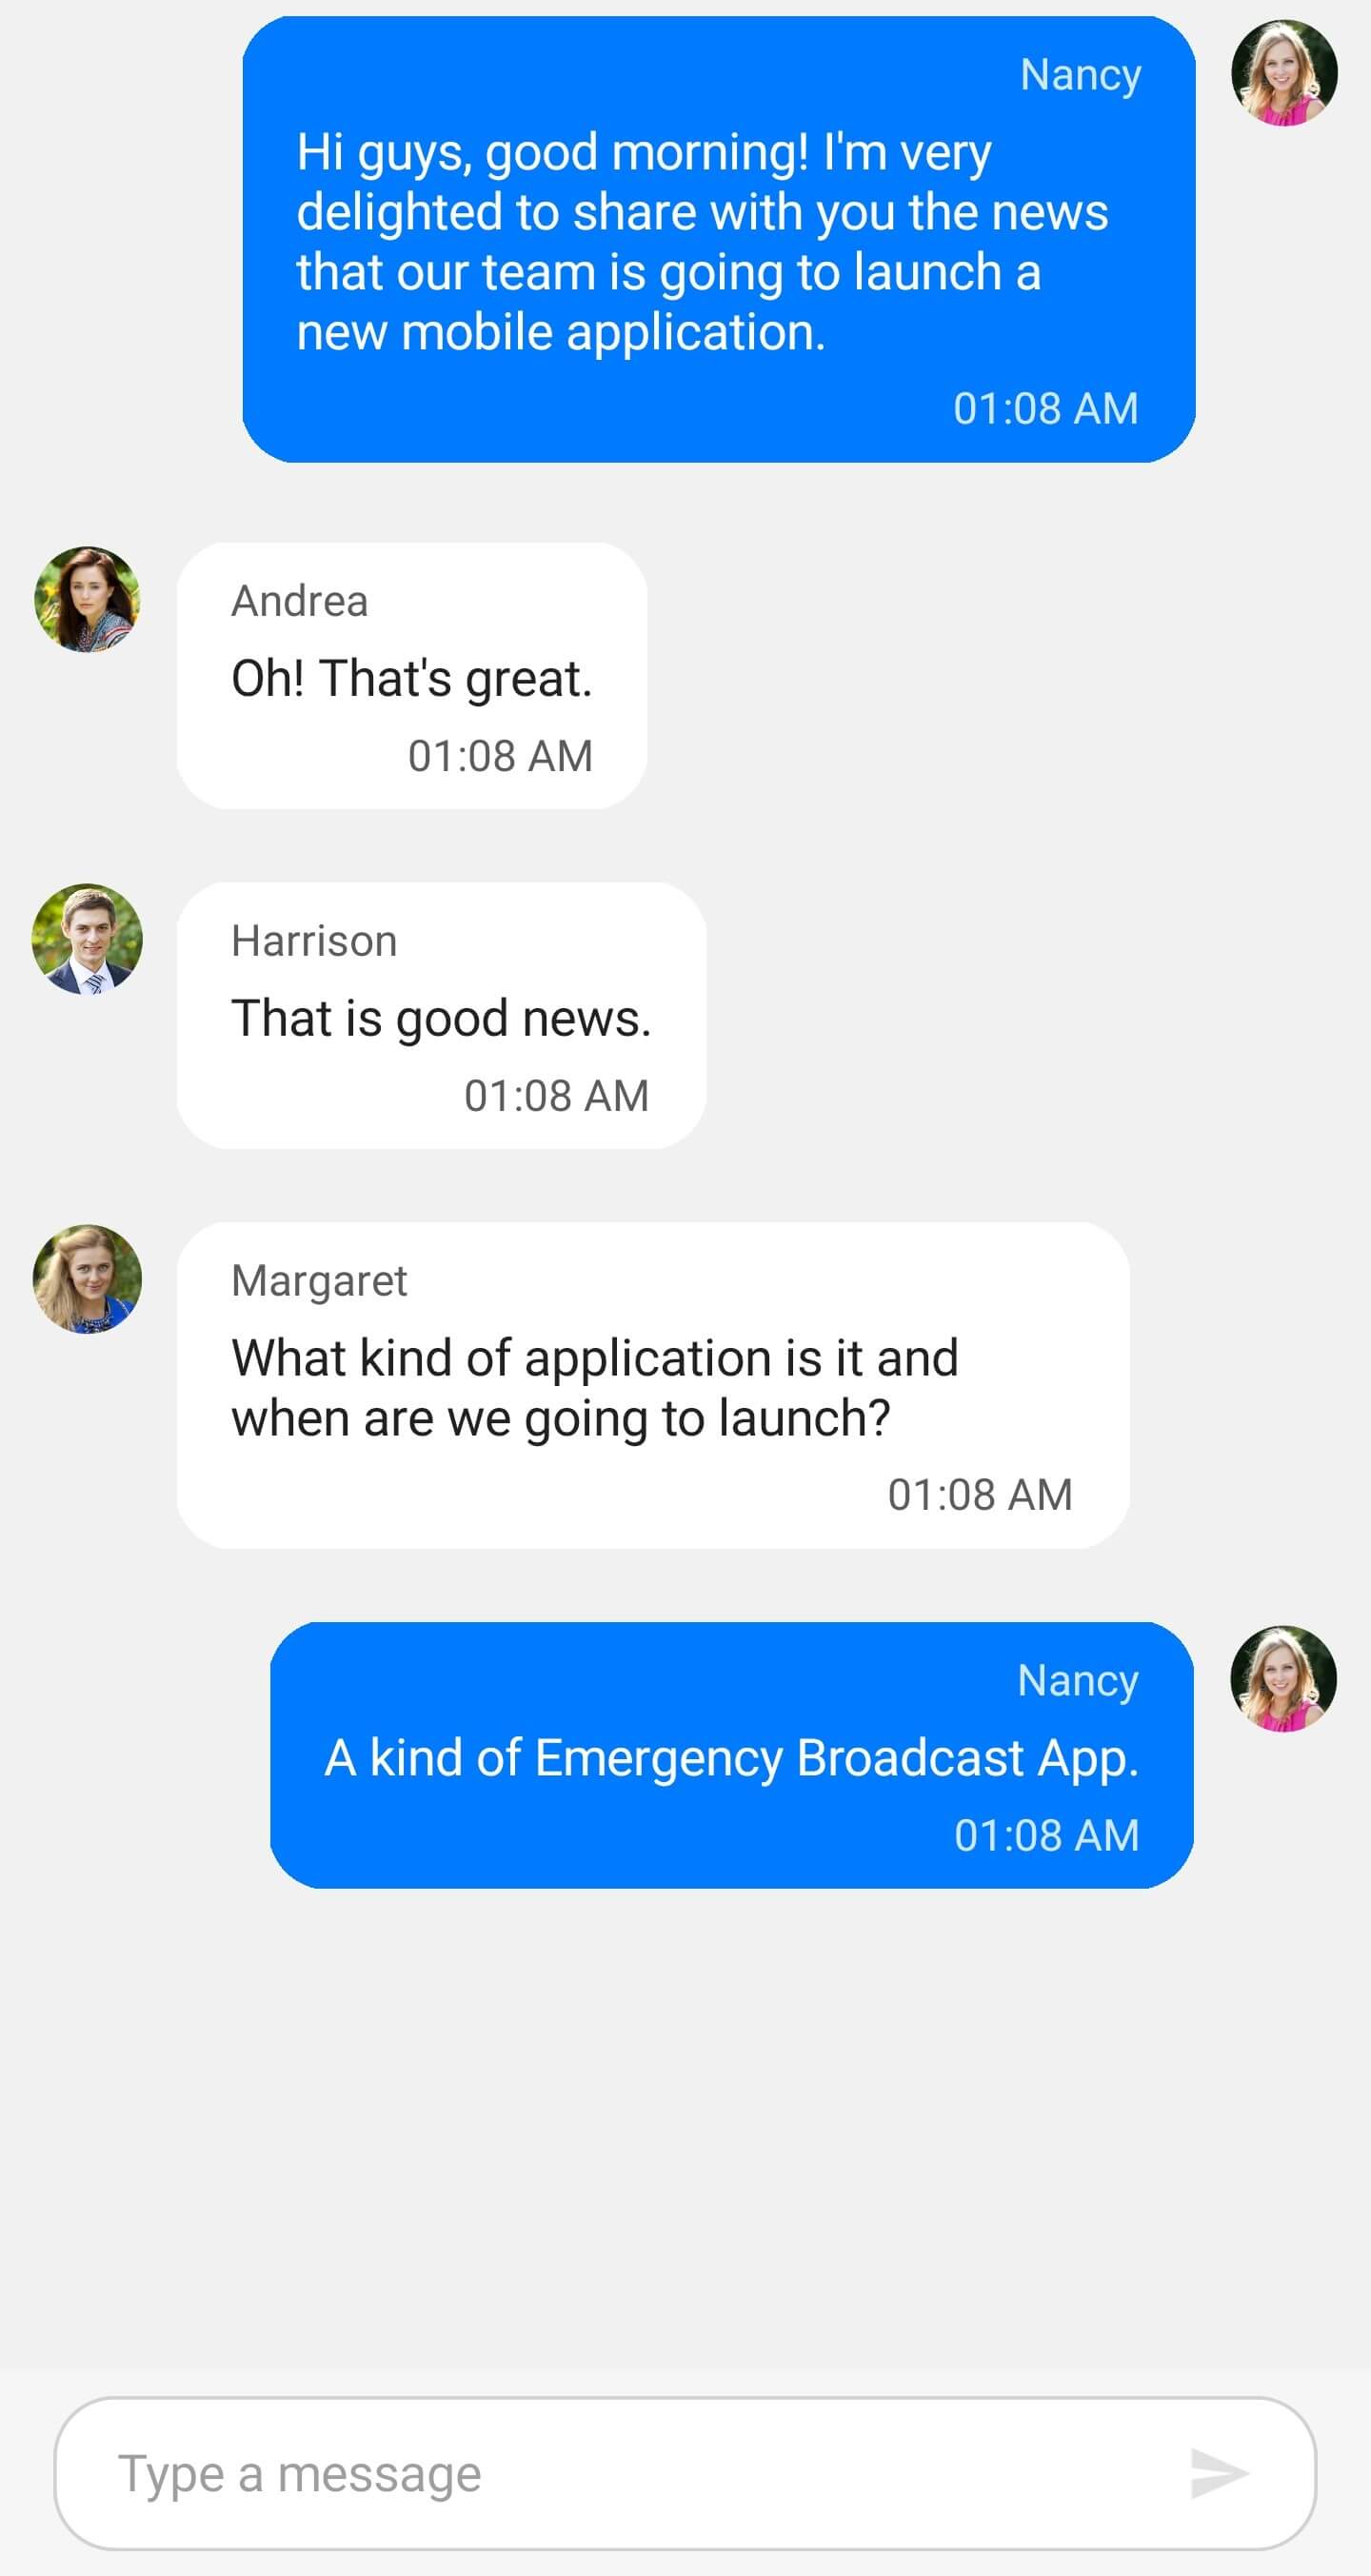 Nancy
Hi guys, good morning! I'm very
delighted to share with you the news
that our team is going to launch a
new mobile application.
01:08 AM
Andrea
Oh! That's great.
01:08 AM
Harrison
That is good news.
01:08 AM
Margaret
What kind of application is it and
when are we going to launch?
01:08 AM
Nancy
A kind of Emergency Broadcast App.
01:08 AM
Type a message